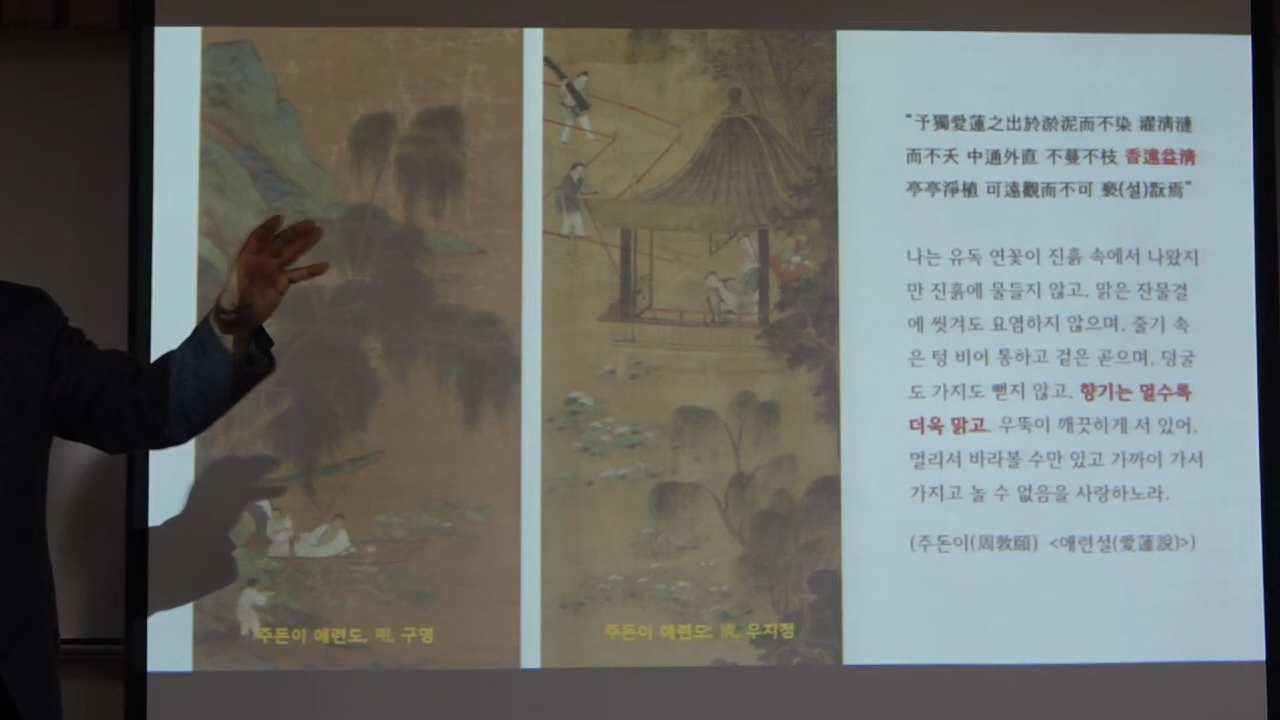 “予獨愛蓮之出於淤泥而不染 濯淸漣
而不夭 中通外直 不蔓不枝 香遠益淸
亭亭淨植 可遠觀而不可 褻(설)翫焉”
나는 유독 연꽃이 진흙 속에서 나왔지
만 진흙에 물들지 않고, 맑은 잔물결
에 씻겨도 요염하지 않으며, 줄기 속
은 텅 비어 통하고 겉은 곧으며, 덩굴
도 가지도 뻗지 않고, 향기는 멀수록
더욱 맑고, 우뚝이 깨끗하게 서 있어,
멀리서 바라볼 수만 있고 가까이 가서
가지고 놀 수 없음을 사랑하노라.
(주돈이(周敦頤) <애련설(愛蓮說)>)
주돈이 애련도, 明, 구영
주돈이 애련도, 淸, 우지정